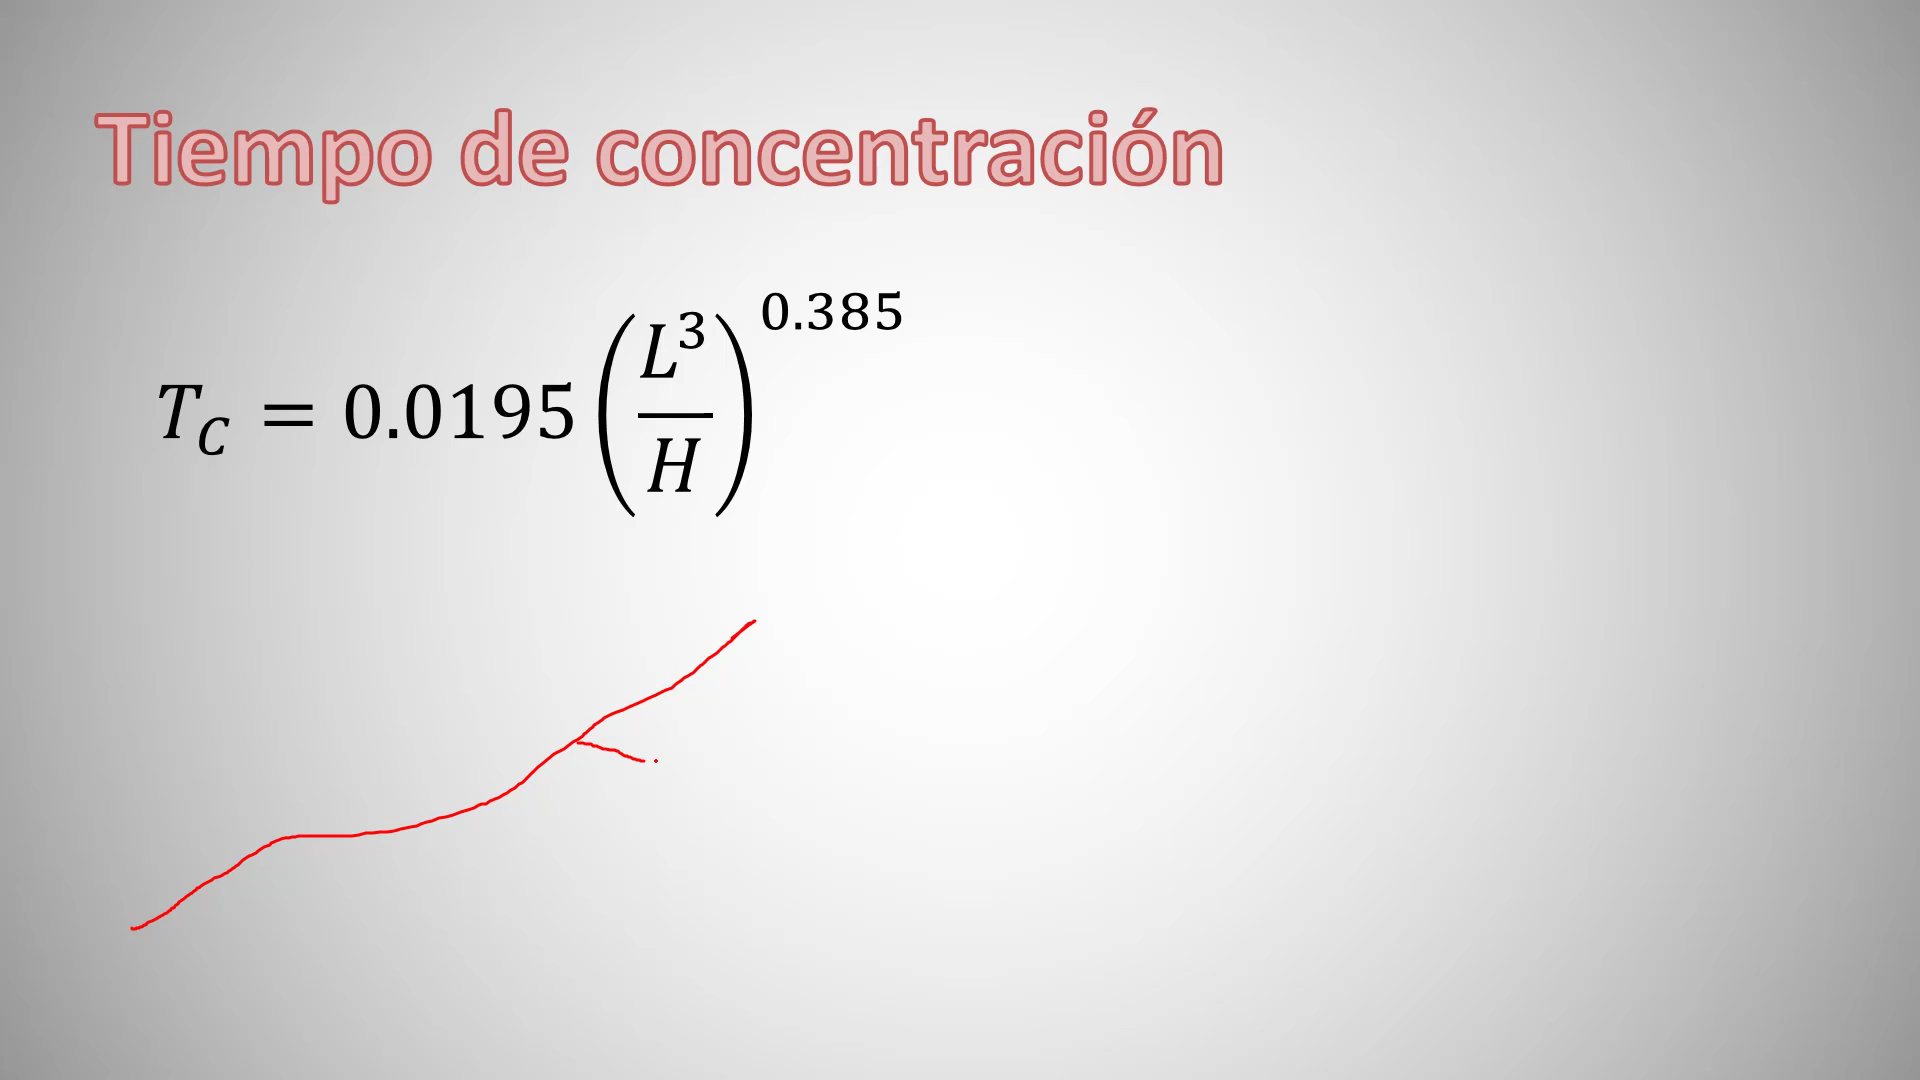 Tiempo de concentración
T_C = 0.0195 (L^3/H)^0.385